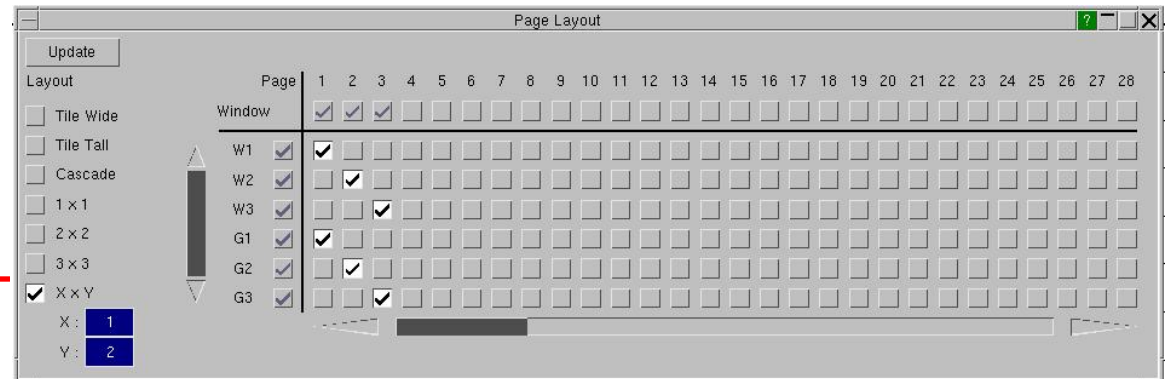 Page Layout ?
Update
Layout Page 1 2 3 4 5 6 7 8 9 10 11 12 13 14 15 16 17 18 19 20 21 22 23 24 25 26 27 28
Tile Wide Window
Tile Tall W1
Cascade W2
1 x 1 W3
2 x 2 G1
3 x 3 G2
X x Y G3
X : 1
Y : 2